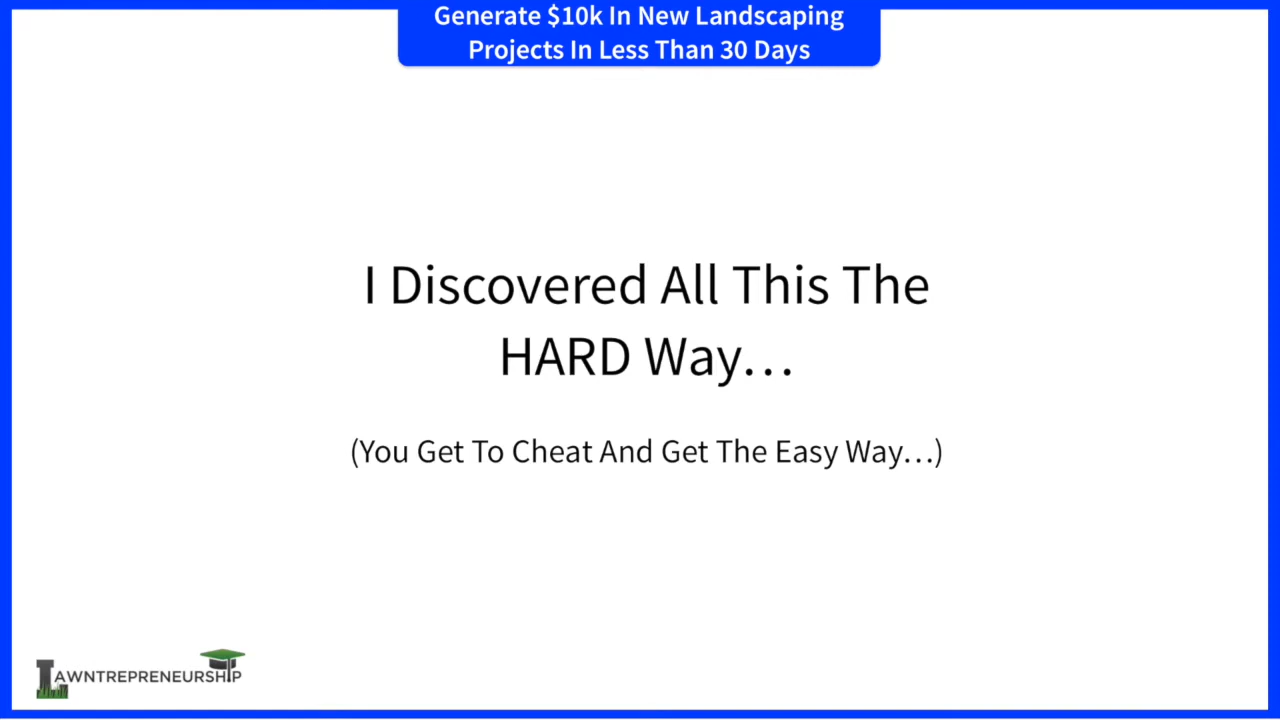 Generate $10k In New Landscaping
Projects In Less Than 30 Days
I Discovered All This The
HARD Way…
(You Get To Cheat And Get The Easy Way…)
LAWNTREPRENEURSHIP